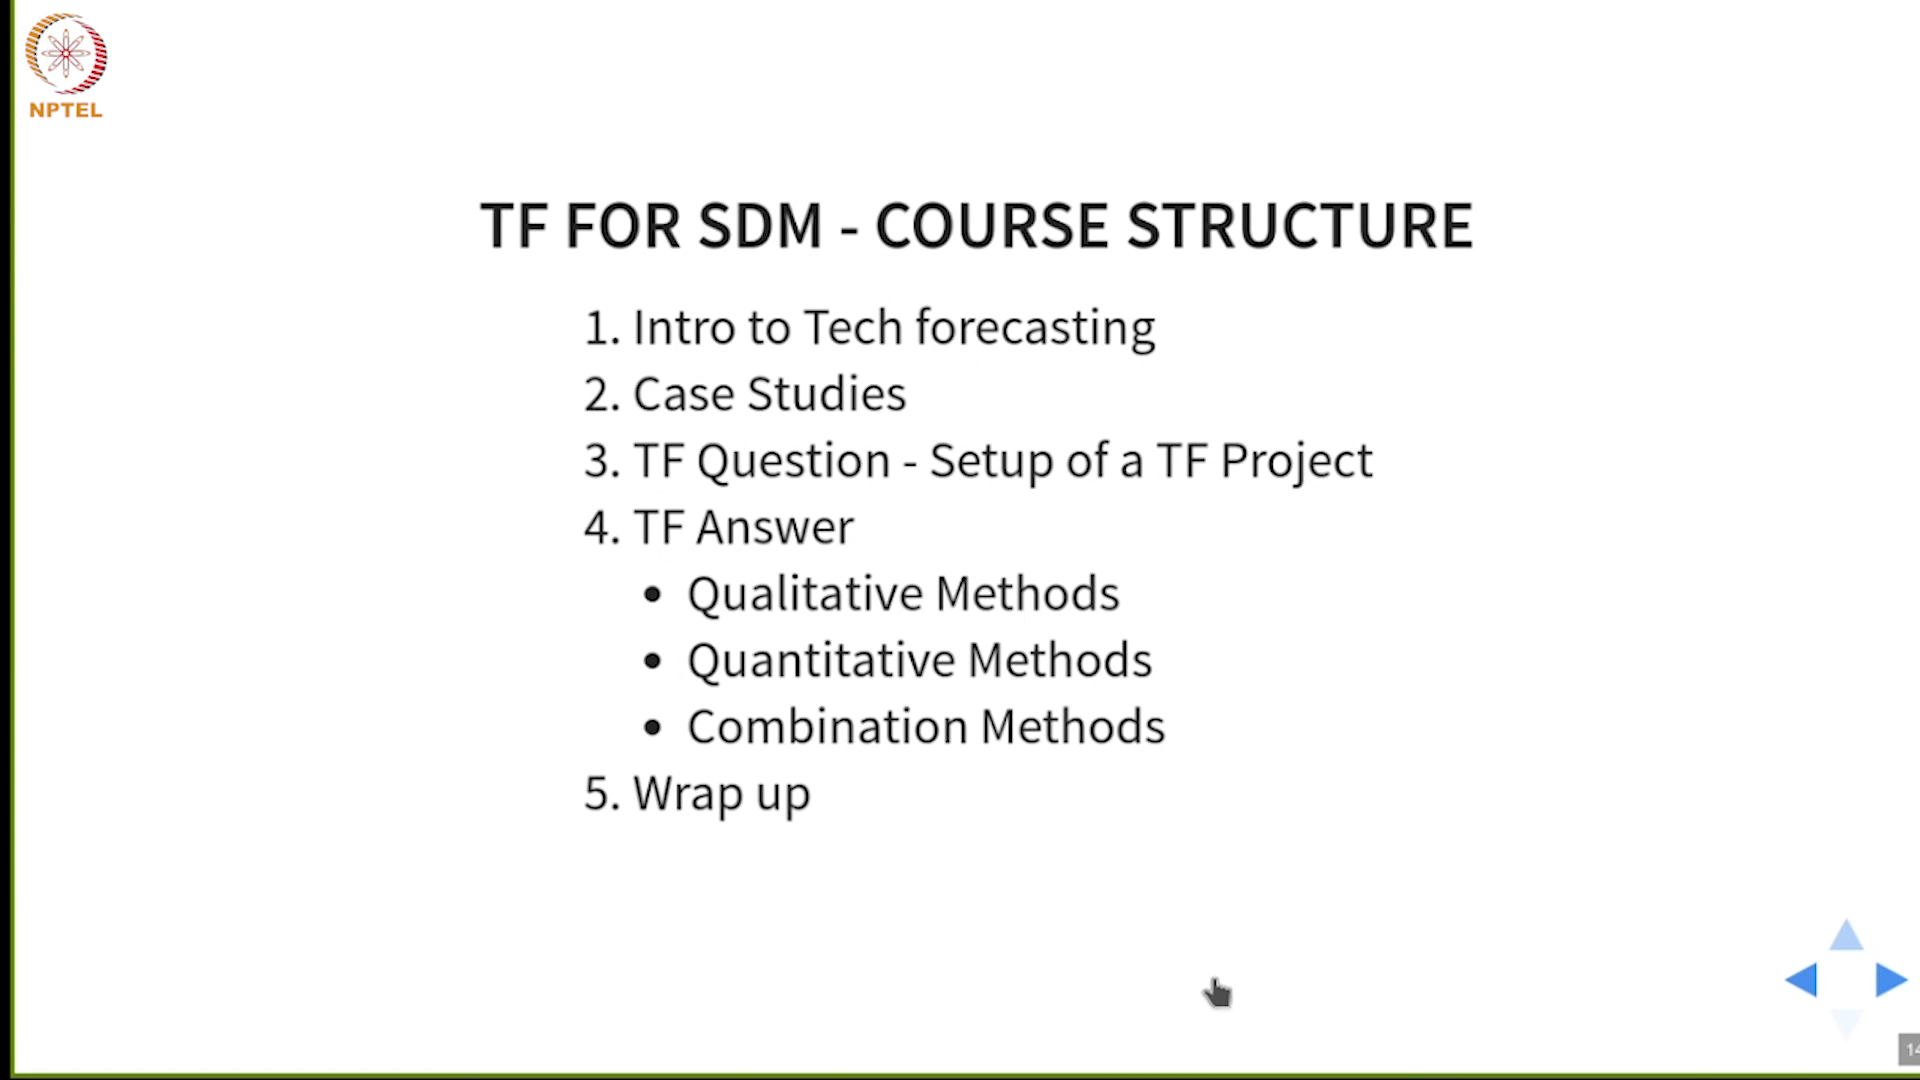 NPTEL
TF FOR SDM - COURSE STRUCTURE
1. Intro to Tech forecasting
2. Case Studies
3. TF Question - Setup of a TF Project
4. TF Answer
• Qualitative Methods
• Quantitative Methods
• Combination Methods
5. Wrap up